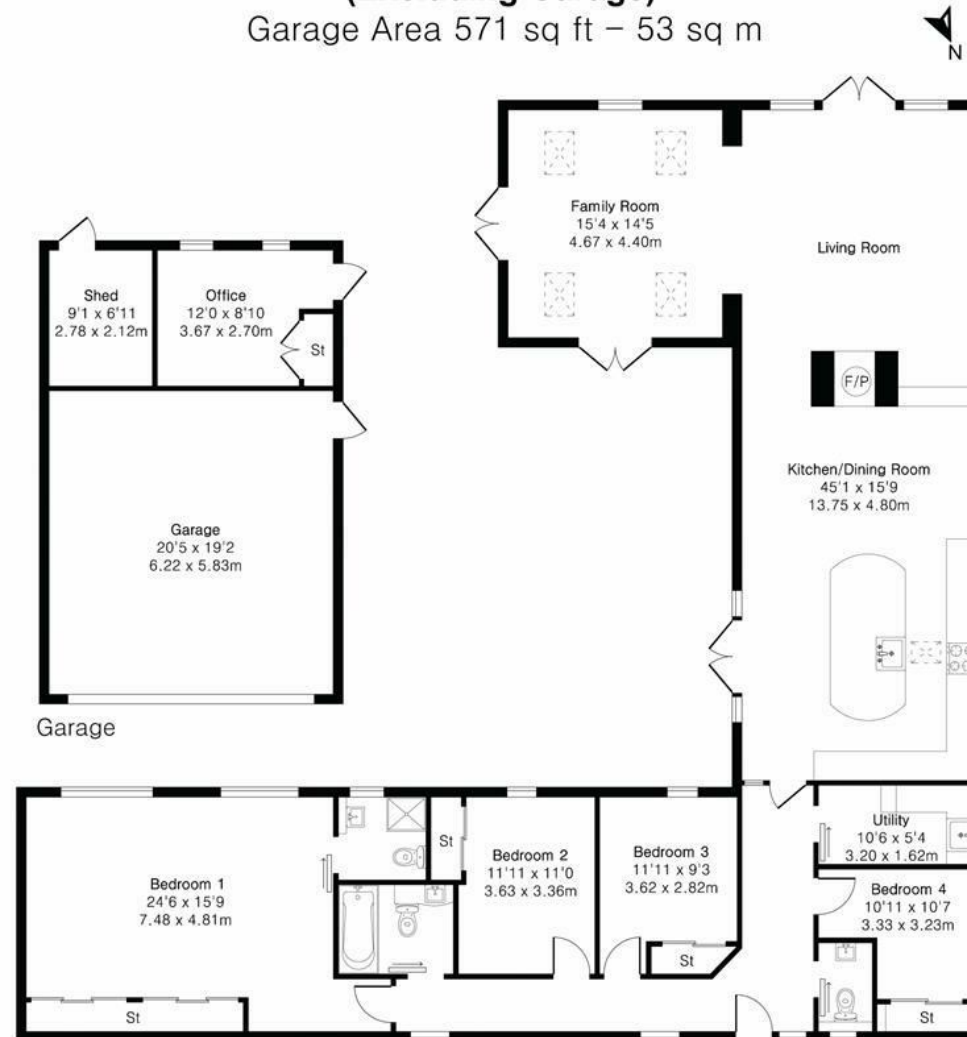 (Excluding Garage)
Garage Area 571 sq ft – 53 sq m
N
Family Room
15'4 x 14'5
4.67 x 4.40m
Living Room
Shed
9'1 x 6'11
2.78 x 2.12m
Office
12'0 x 8'10
3.67 x 2.70m
St
F/P
Kitchen/Dining Room
45'1 x 15'9
13.75 x 4.80m
Garage
20'5 x 19'2
6.22 x 5.83m
Garage
Bedroom 1
24'6 x 15'9
7.48 x 4.81m
St
St
Bedroom 2
11'11 x 11'0
3.63 x 3.36m
Bedroom 3
11'11 x 9'3
3.62 x 2.82m
St
Utility
10'6 x 5'4
3.20 x 1.62m
Bedroom 4
10'11 x 10'7
3.33 x 3.23m
St